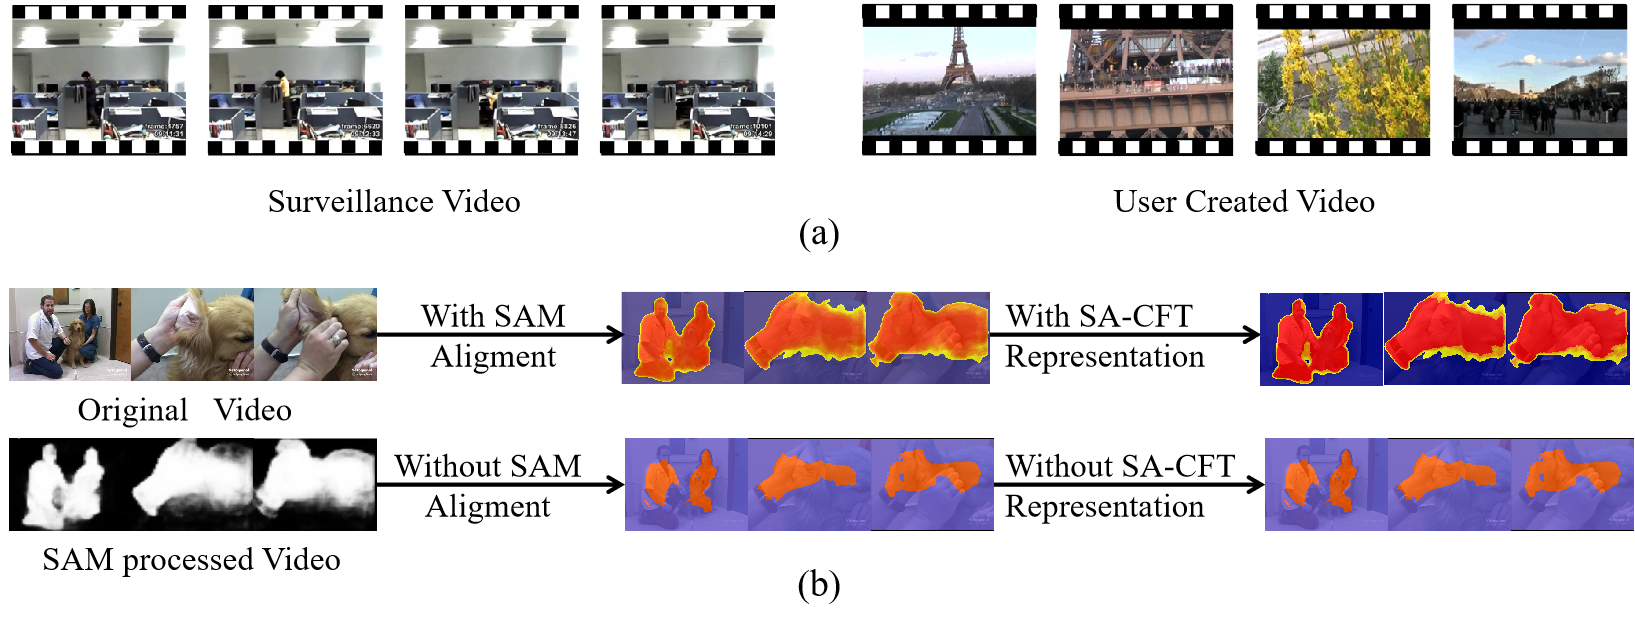 Surveillance Video
User Created Video
(a)
With SAM
Aligment
With SA-CFT
Representation
Original Video
Without SAM
Alignment
Without SA-CFT
Representation
SAM processed Video
(b)